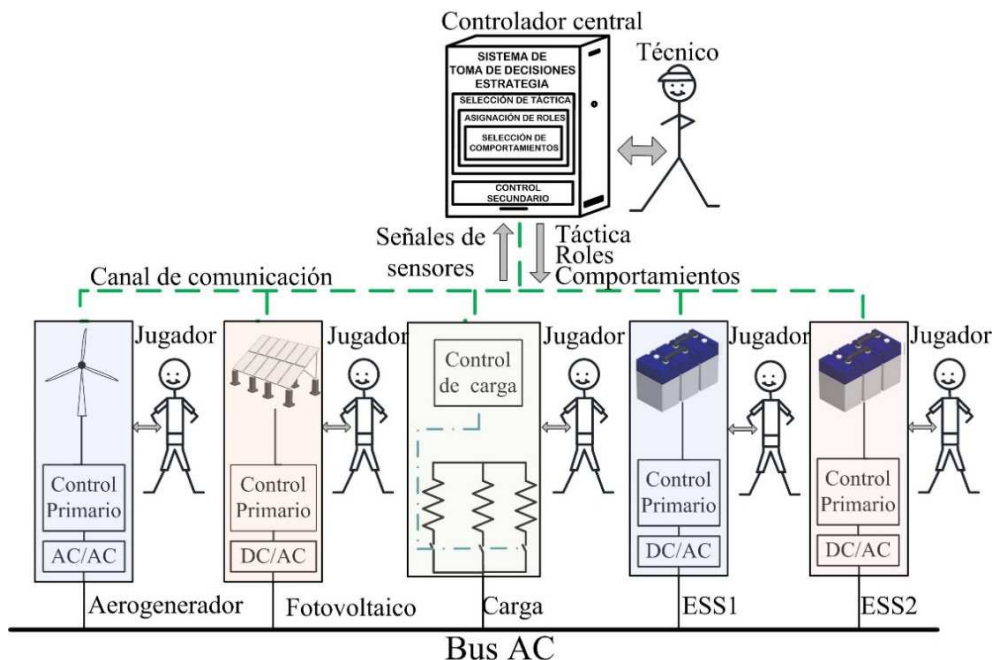 Controlador central
SISTEMA DE
TOMA DE DECISIONES
ESTRATEGIA
SELECCIÓN DE TÁCTICA
ASIGNACIÓN DE ROLES
SELECCIÓN DE
COMPORTAMIENTOS
CONTROL
SECUNDARIO
Técnico
Señales de
sensores
Táctica
Roles
Comportamientos
Canal de comunicación
Jugador
Jugador
Jugador
Jugador
Jugador
Control
Primario
AC/AC
Aerogenerador
Control
Primario
DC/AC
Fotovoltaico
Control
de carga
Carga
Control
Primario
DC/AC
ESS1
Control
Primario
DC/AC
ESS2
Bus AC